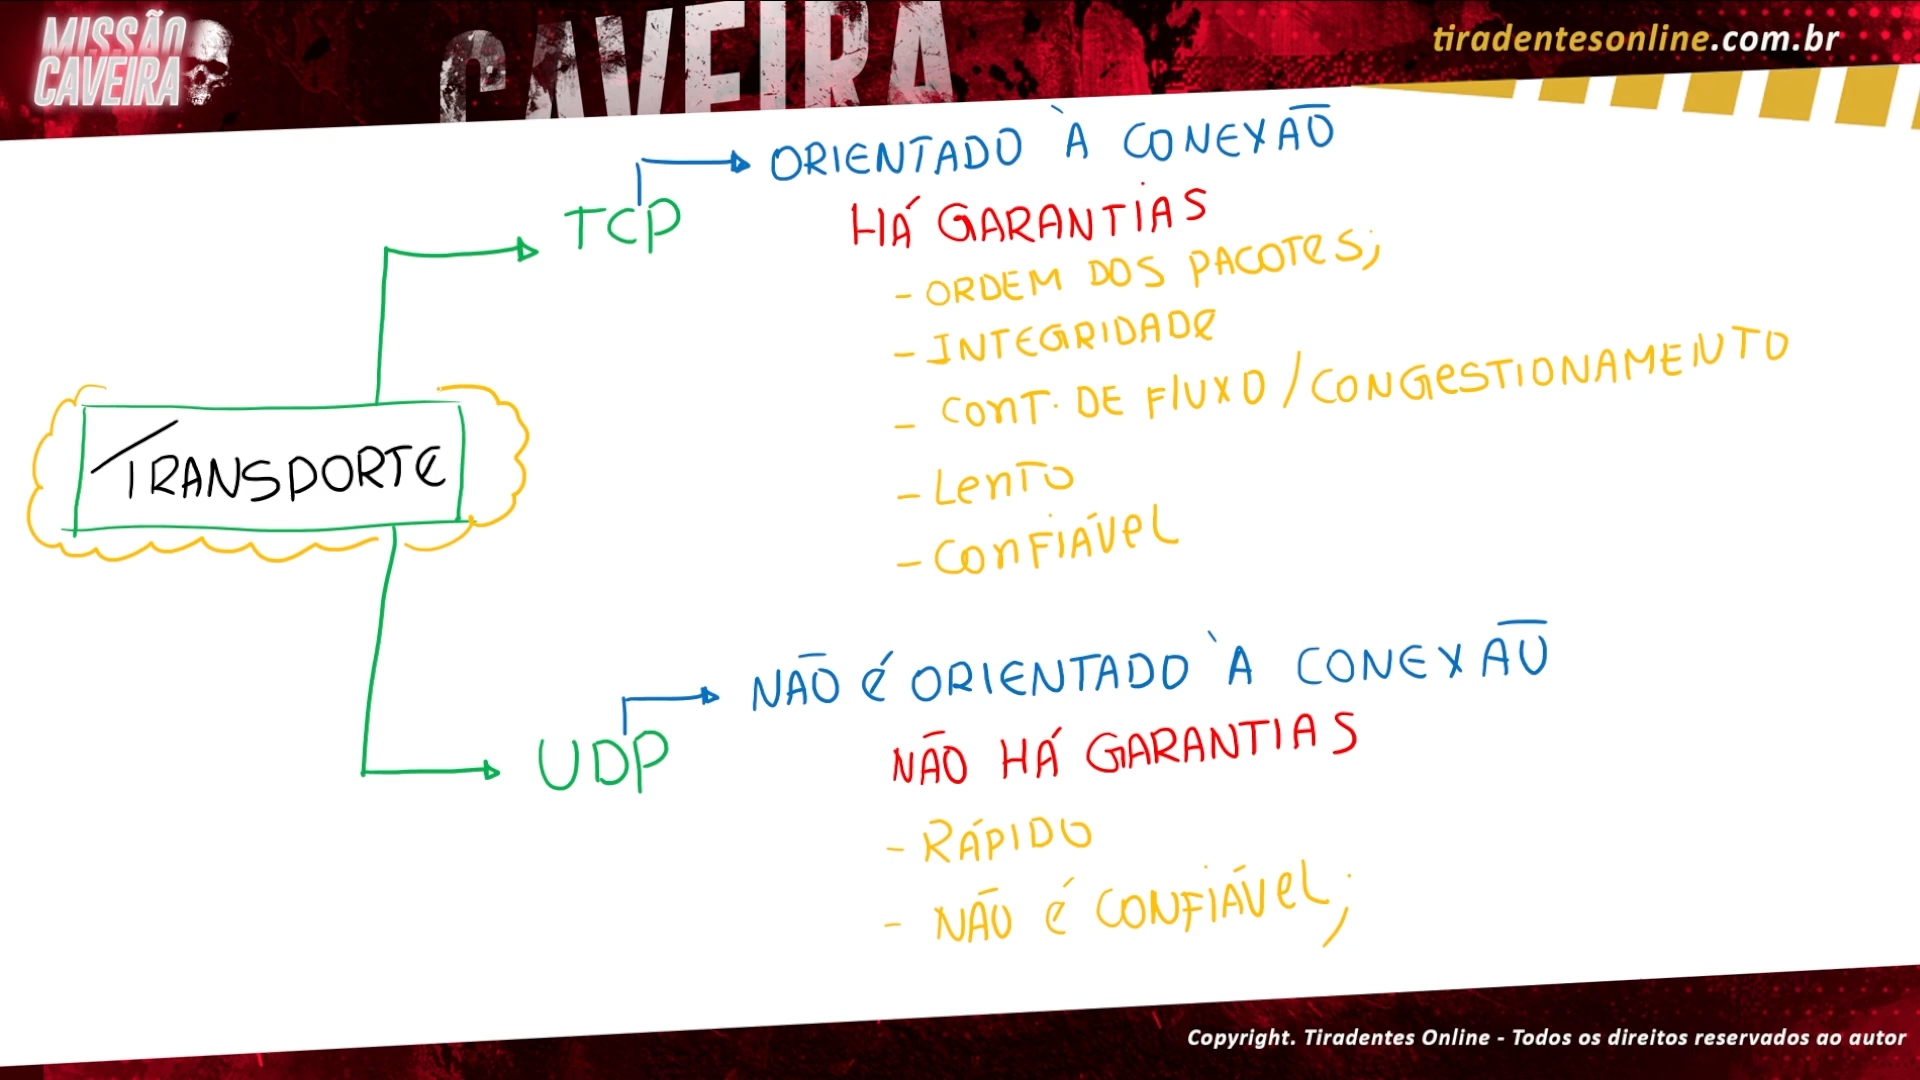 MISSÃO
CAVEIRA
CAVEIRA
tiradentesonline.com.br
TCP
ORIENTADO À CONEXÃO
HÁ GARANTIAS
- ORDEM DOS PACOTES;
- INTEGRIDADE
- CONT. DE FLUXO / CONGESTIONAMENTO
- LENTO
- CONFIÁVEL
TRANSPORTE
UDP
NÃO É ORIENTADO À CONEXÃO
NÃO HÁ GARANTIAS
- RÁPIDO
- NÃO É CONFIÁVEL;
Copyright. Tiradentes Online - Todos os direitos reservados ao autor